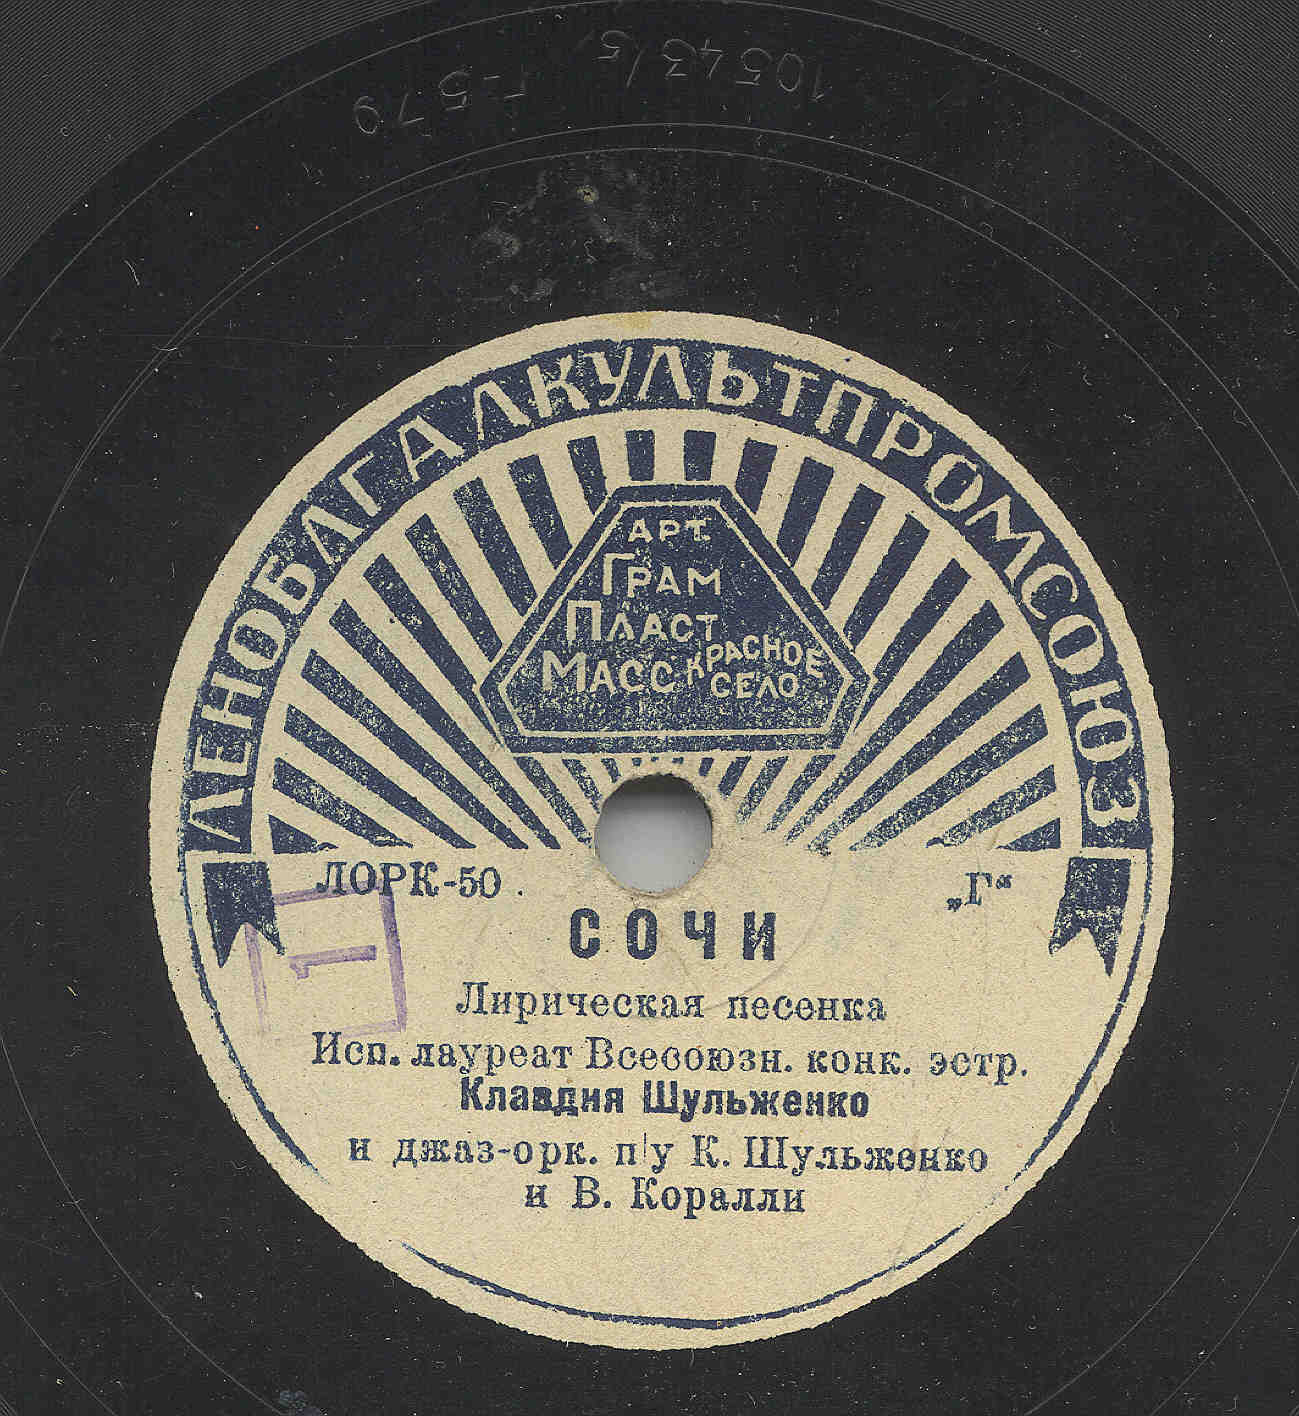 10543/5 Г-579
ЛЕНОБЛГАЛКУЛЬТПРОМСОЮЗ
АРТ.
ГРАМ
ПЛАСТ
МАСС КРАСНОЕ
СЕЛО
ЛОРК-50. „Г“
1
СОЧИ
Лирическая песенка
Исп. лауреат Всесоюзн. конк. эстр.
Клавдия Шульженко
и джаз-орк. п/у К. Шульженко
и В. Коралли